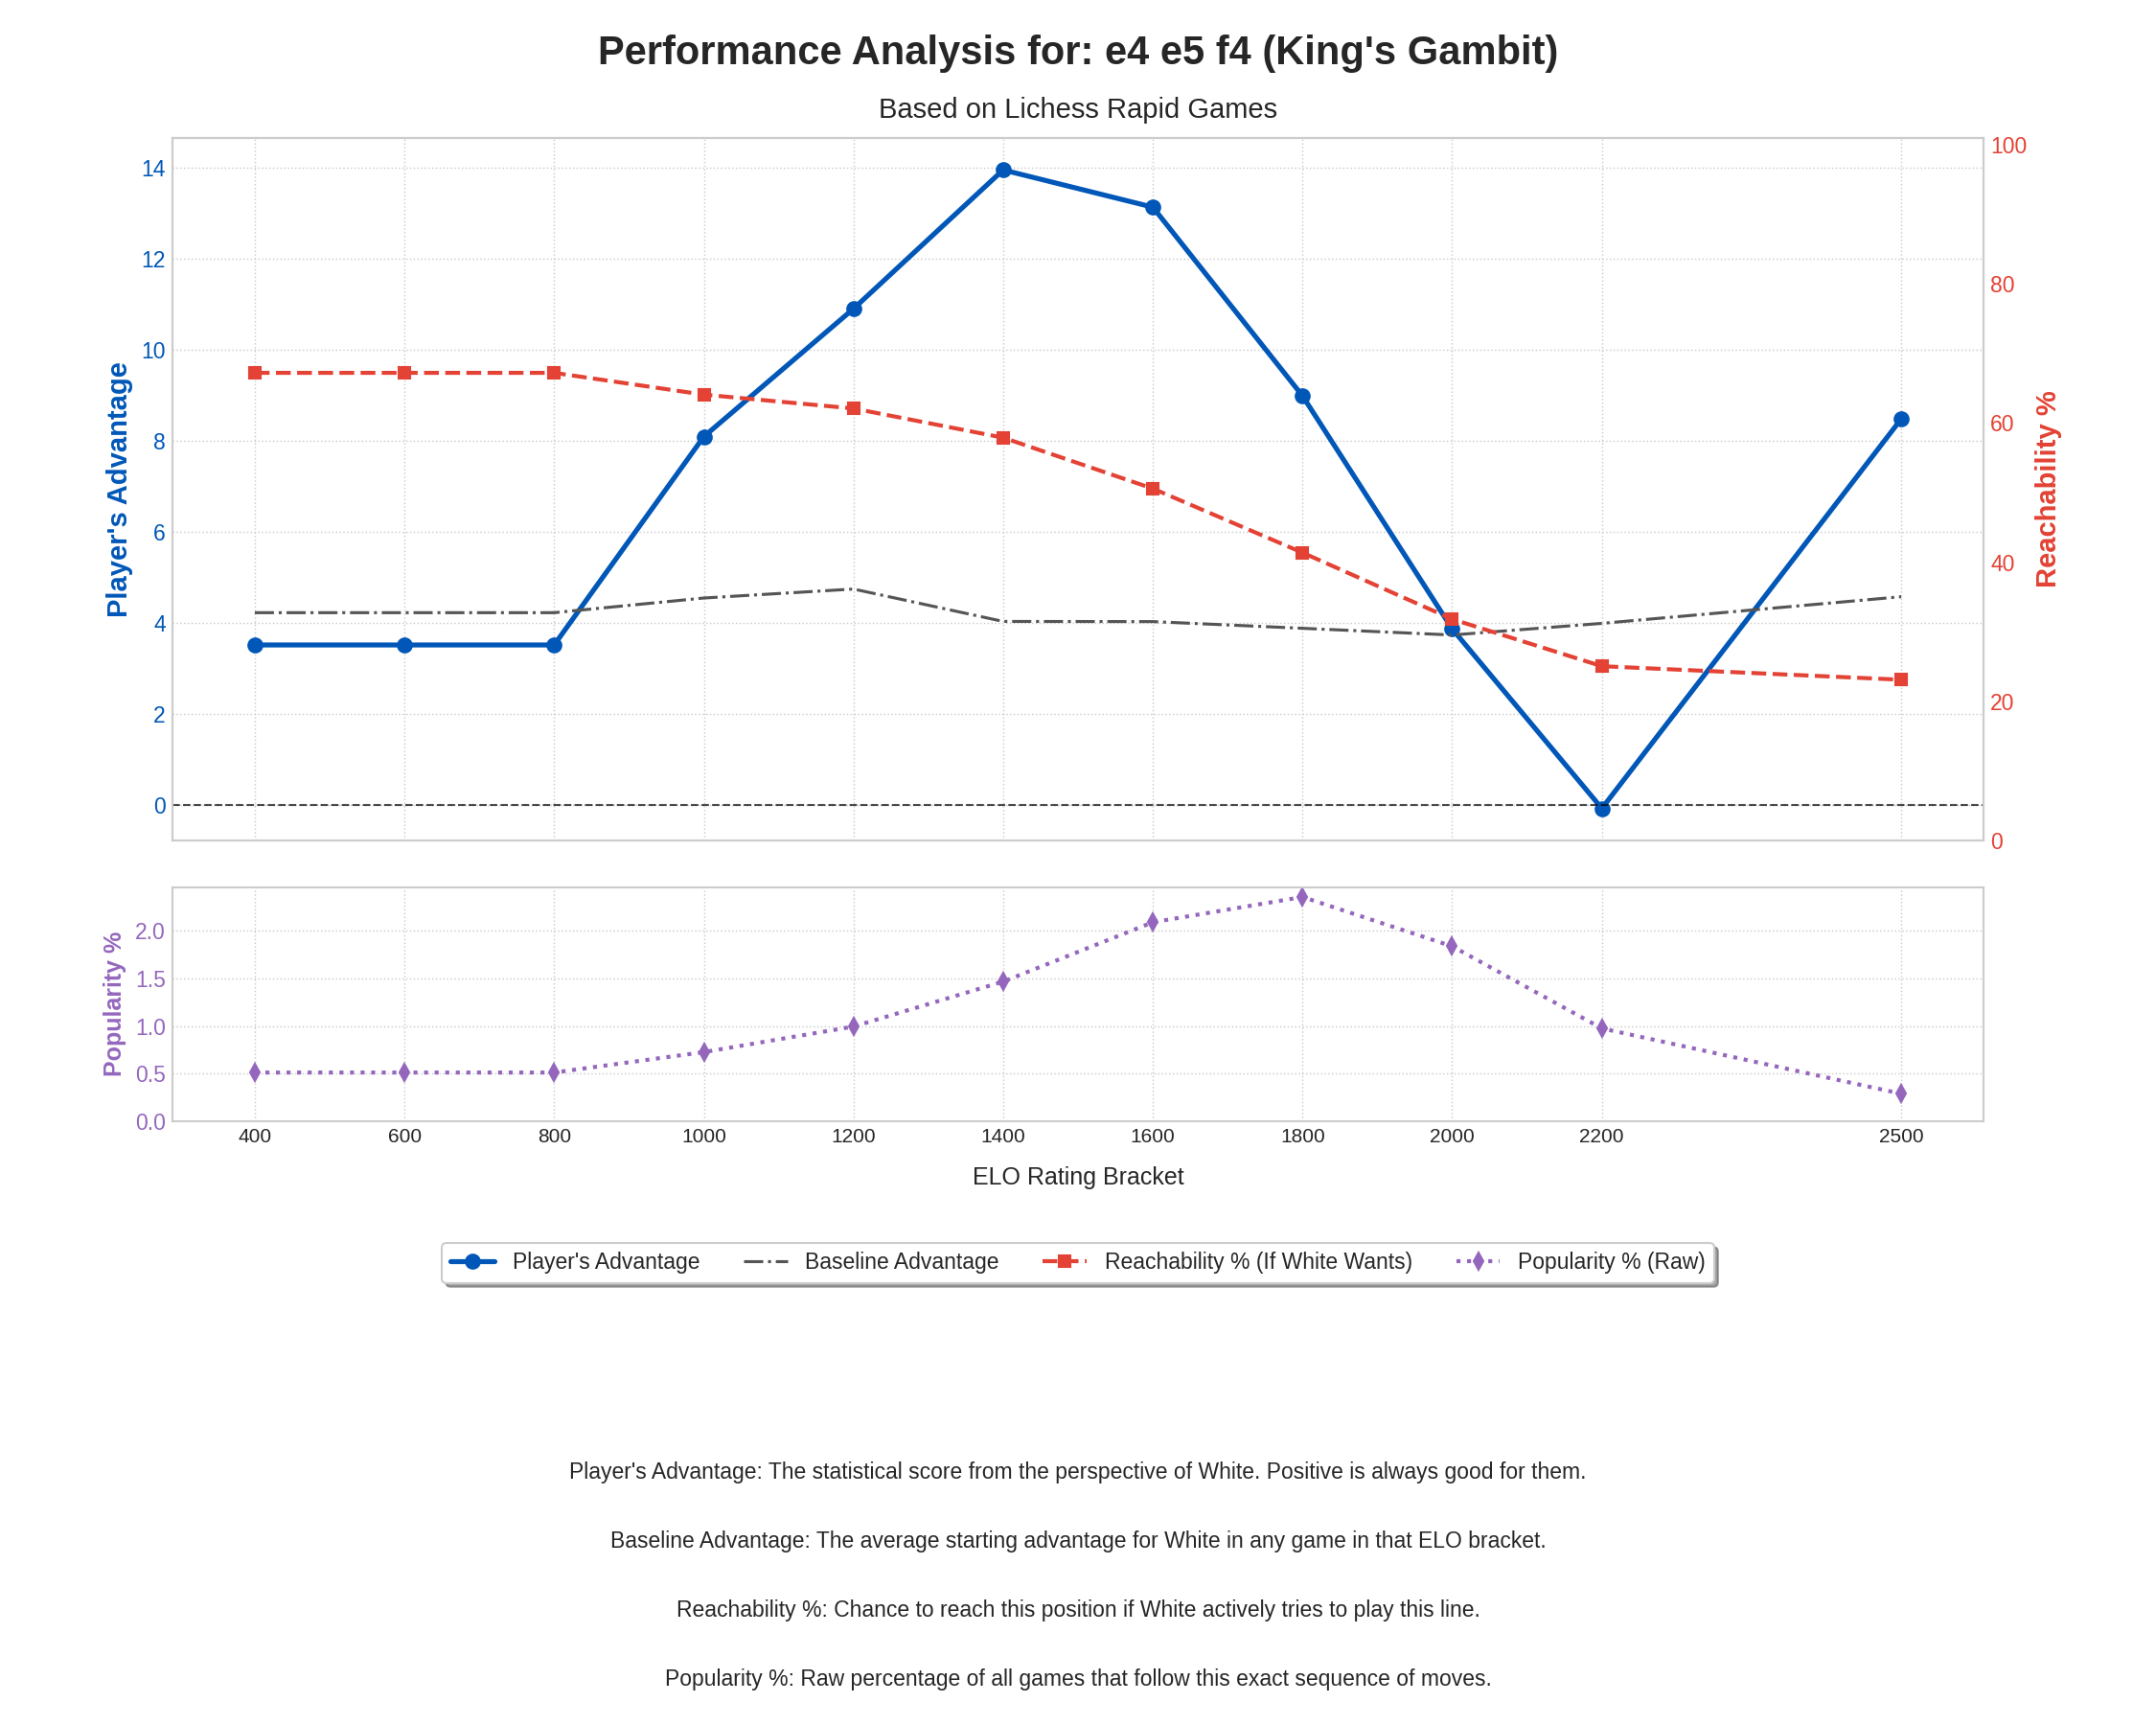 Performance Analysis for: e4 e5 f4 (King's Gambit)
Based on Lichess Rapid Games
Player's Advantage
14
12
10
8
6
4
2
0
Reachability %
100
80
60
40
20
0
Popularity %
2.0
1.5
1.0
0.5
0.0
400 600 800 1000 1200 1400 1600 1800 2000 2200 2500
ELO Rating Bracket
Player's Advantage Baseline Advantage Reachability % (If White Wants) Popularity % (Raw)
Player's Advantage: The statistical score from the perspective of White. Positive is always good for them.
Baseline Advantage: The average starting advantage for White in any game in that ELO bracket.
Reachability %: Chance to reach this position if White actively tries to play this line.
Popularity %: Raw percentage of all games that follow this exact sequence of moves.